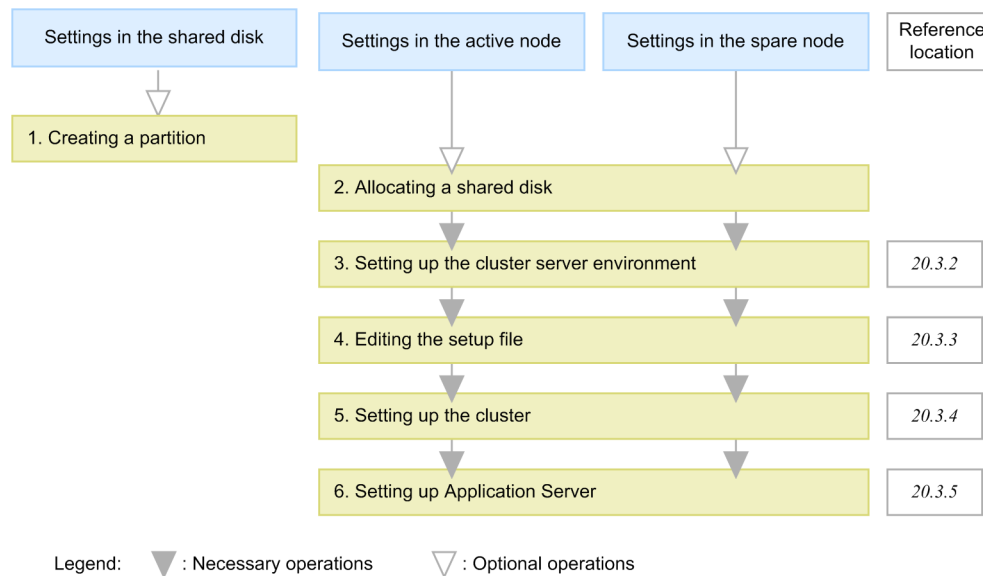 Settings in the shared disk
Settings in the active node
Settings in the spare node
Reference
location
1. Creating a partition
2. Allocating a shared disk
3. Setting up the cluster server environment
20.3.2
4. Editing the setup file
20.3.3
5. Setting up the cluster
20.3.4
6. Setting up Application Server
20.3.5
Legend: : Necessary operations : Optional operations